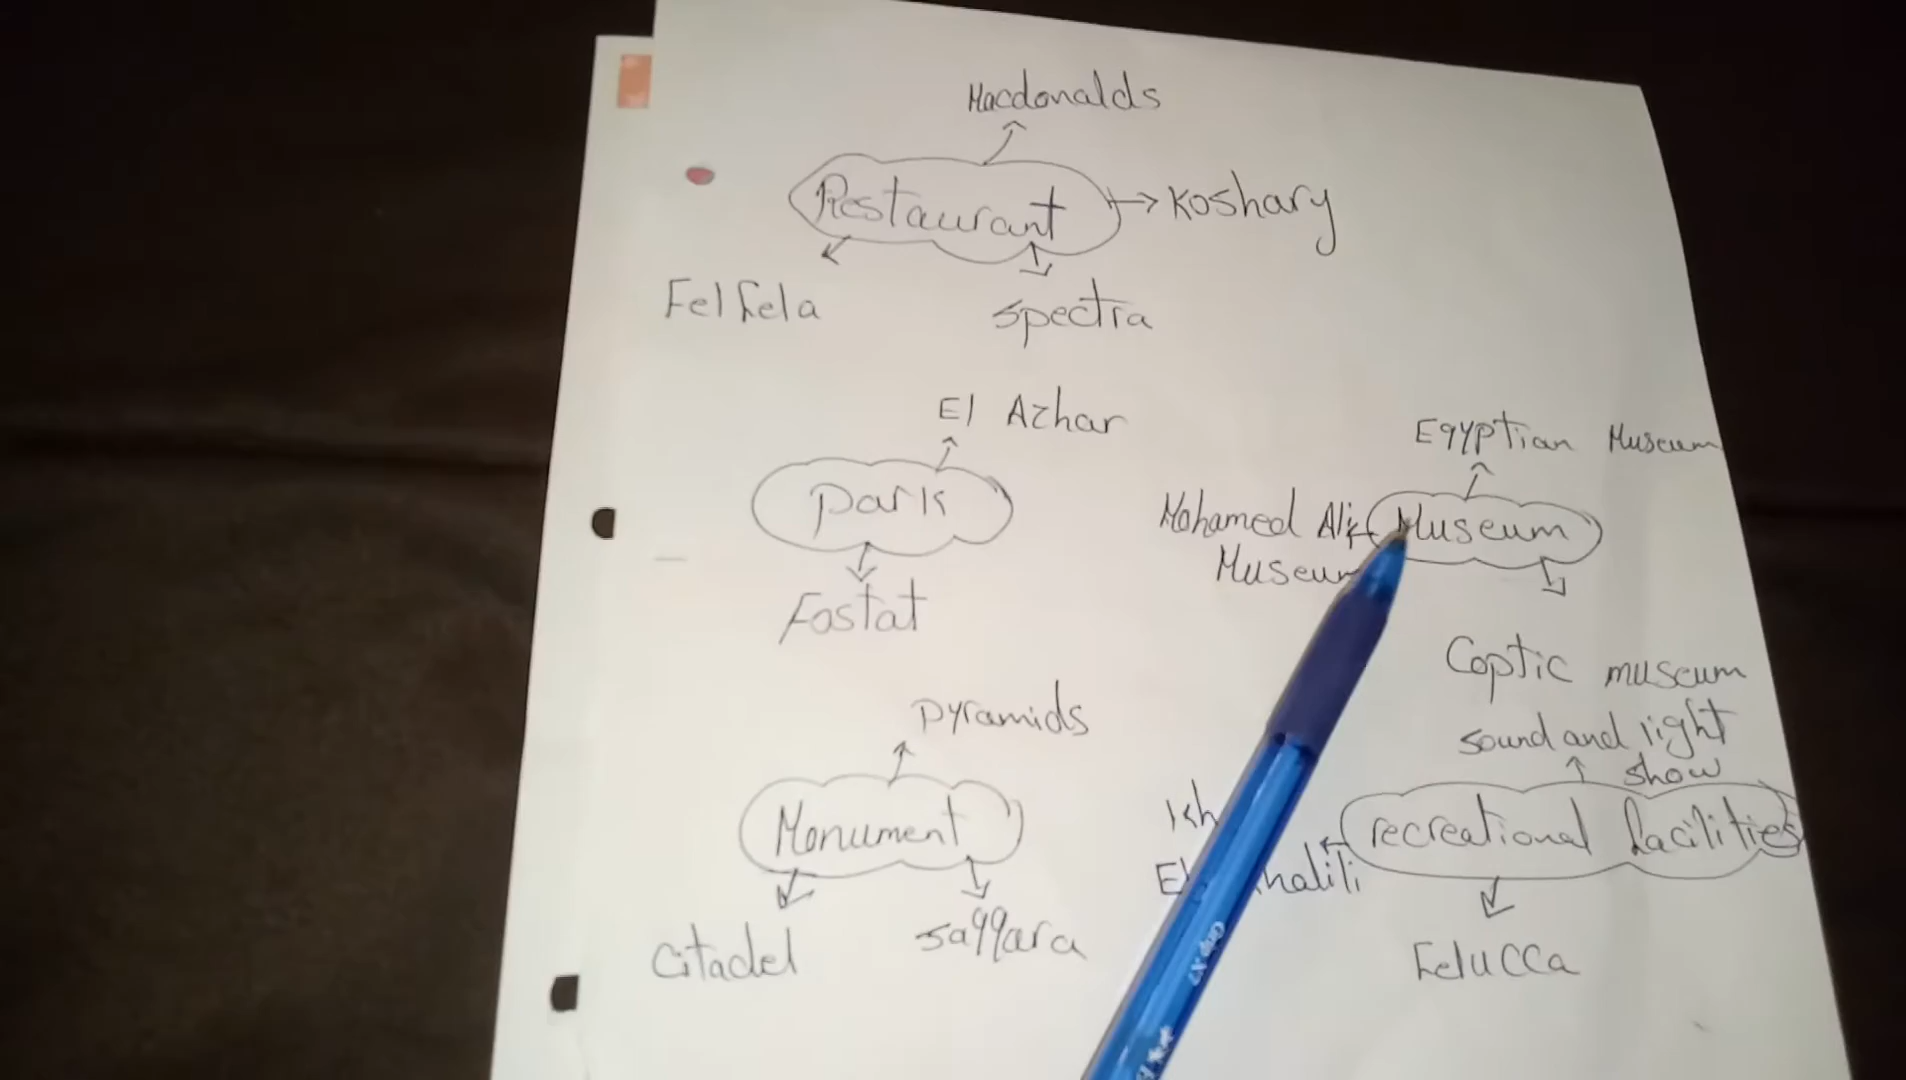 Macdonalds
Restaurant
Koshary
Felfela
spectra
El Azhar
park
Fostat
Egyptian Museum
Mohamed Ali
Museum
Museum
Coptic museum
pyramids
Monument
citadel
saqqara
sound and light
show
recreational facilities
Felucca